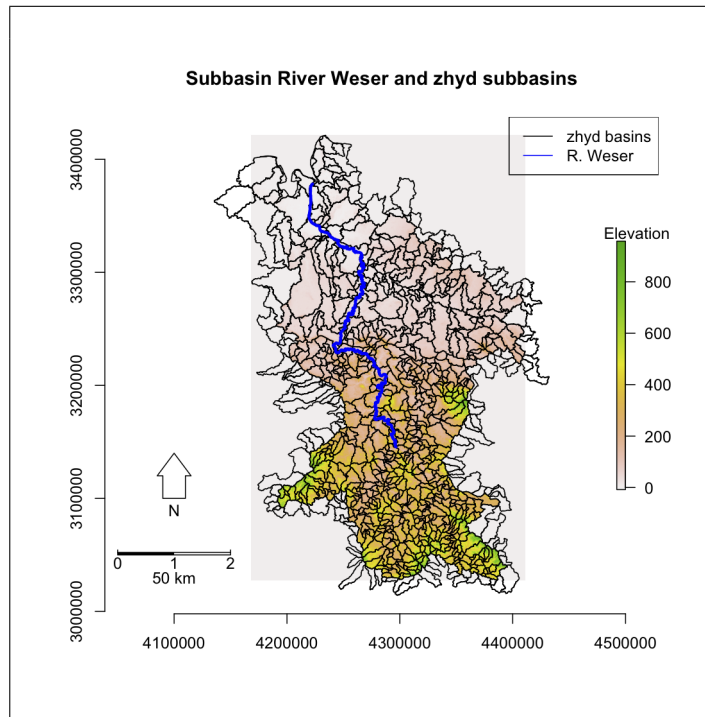 Subbasin River Weser and zhyd subbasins
zhyd basins
R. Weser
Elevation
800
600
400
200
0
3400000
3300000
3200000
3100000
3000000
N
0 1 2
50 km
4100000 4200000 4300000 4400000 4500000